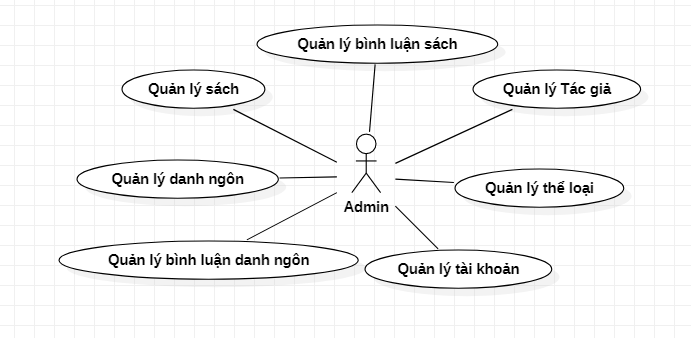 Quản lý bình luận sách
Quản lý sách
Quản lý Tác giả
Quản lý danh ngôn
Quản lý thể loại
Admin
Quản lý bình luận danh ngôn
Quản lý tài khoản